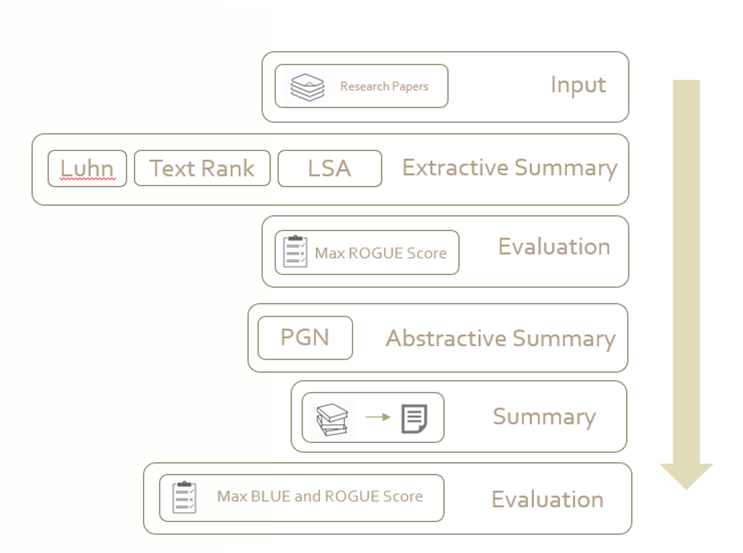 Research Papers Input
Luhn Text Rank LSA Extractive Summary
Max ROGUE Score Evaluation
PGN Abstractive Summary
Summary
Max BLUE and ROGUE Score Evaluation